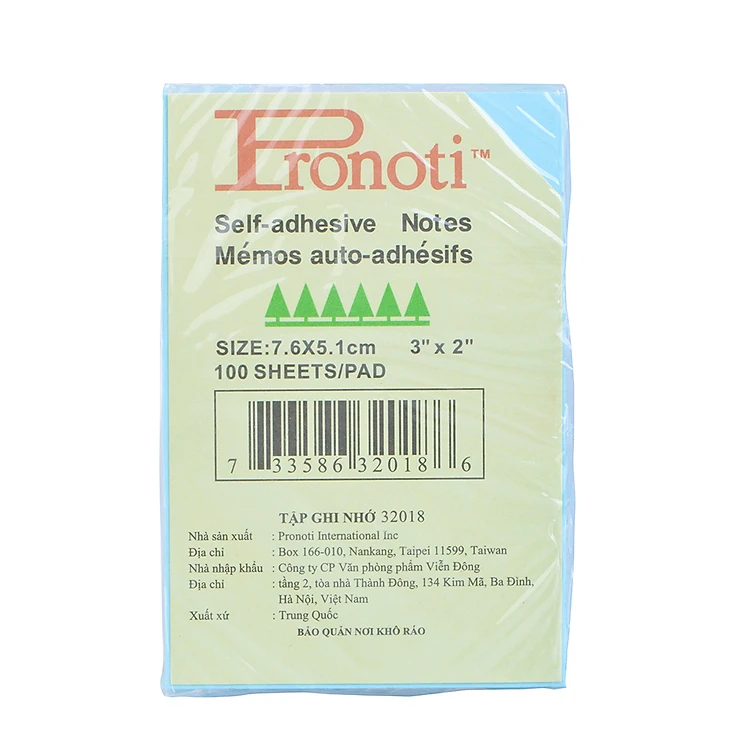 Pronoti™
Self-adhesive Notes
Mémos auto-adhésifs
SIZE:7.6X5.1cm 3" x 2"
100 SHEETS/PAD
7 33586 32018 6
TẬP GHI NHỚ 32018
Nhà sản xuất : Pronoti International Inc
Địa chỉ : Box 166-010, Nankang, Taipei 11599, Taiwan
Nhà nhập khẩu : Công ty CP Văn phòng phẩm Viễn Đông
Địa chỉ : tầng 2, tòa nhà Thành Đông, 134 Kim Mã, Ba Đình,
Hà Nội, Việt Nam
Xuất xứ : Trung Quốc
BẢO QUẢN NƠI KHÔ RÁO